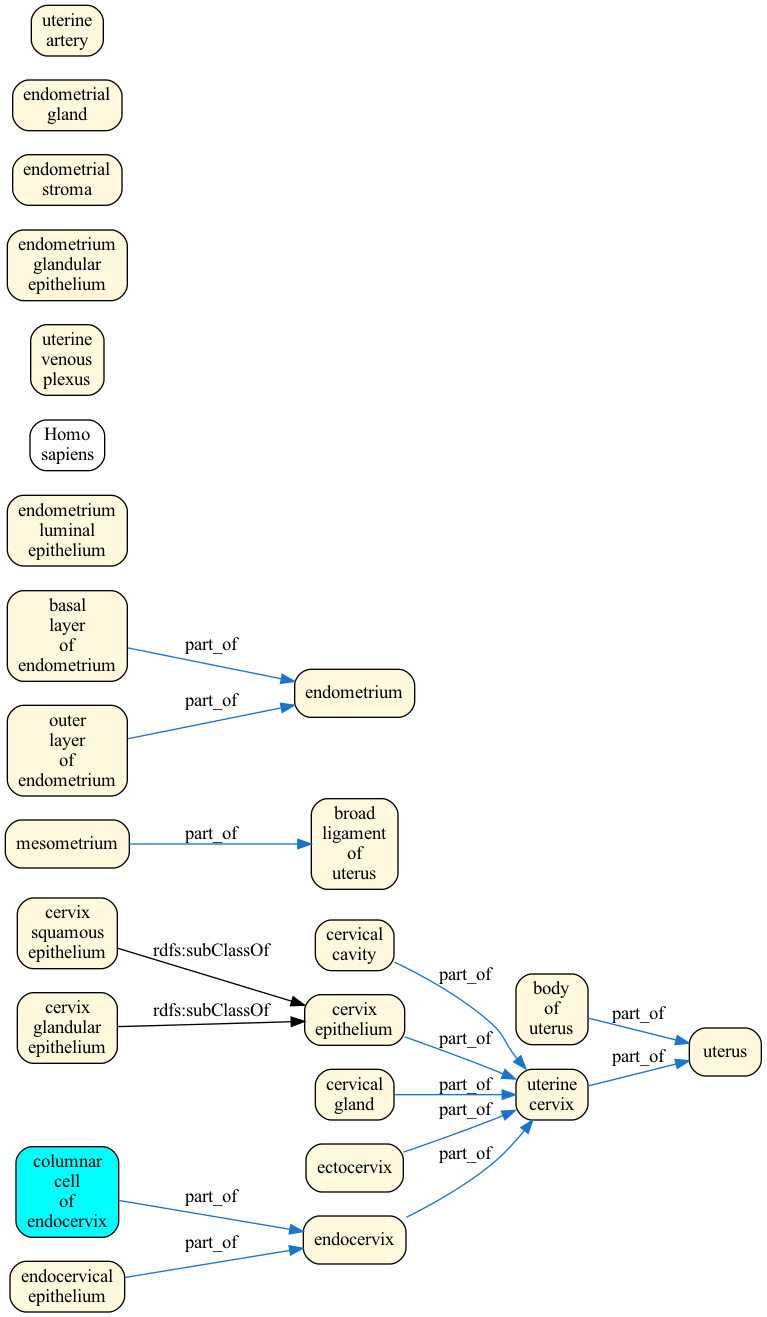 uterine
artery
endometrial
gland
endometrial
stroma
endometrium
glandular
epithelium
uterine
venous
plexus
Homo
sapiens
endometrium
luminal
epithelium
basal
layer
of
endometrium
part_of
endometrium
part_of
outer
layer
of
endometrium
mesometrium
part_of
broad
ligament
of
uterus
cervix
squamous
epithelium
rdfs:subClassOf
cervix
glandular
epithelium
rdfs:subClassOf
cervix
epithelium
cervical
cavity
part_of
part_of
cervical
gland
part_of
ectocervix
part_of
part_of
body
of
uterus
part_of
uterine
cervix
part_of
uterus
columnar
cell
of
endocervix
part_of
endocervical
epithelium
part_of
endocervix